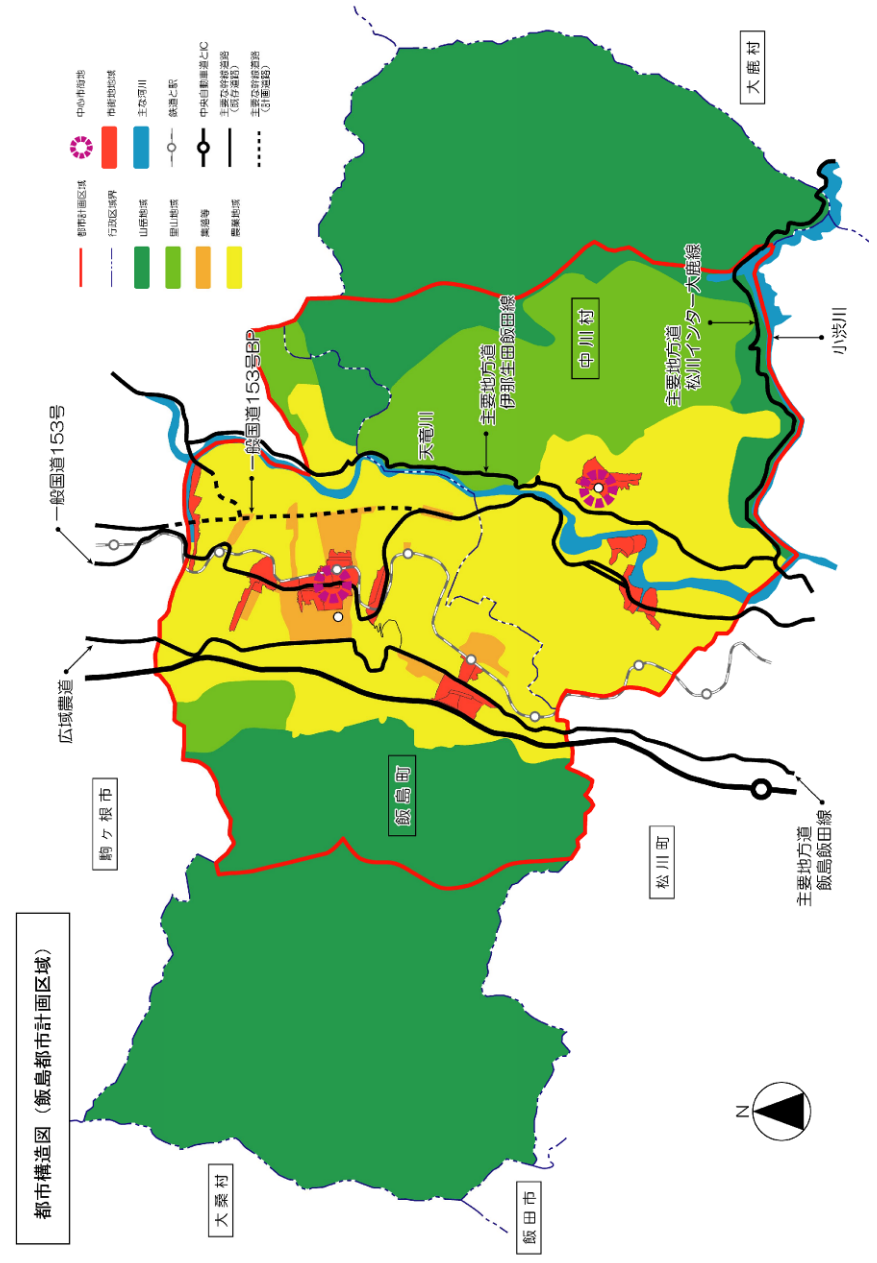 都市構造図（飯島都市計画区域）
都市計画区域
行政区域界
山岳地域
里山地域
集落等
農業地域
中心市街地
市街地地域
主な河川
鉄道と駅
中央自動車道とIC
主要な幹線道路
（既存道路）
主要な幹線道路
（計画道路）
一般国道153号
広域農道
一般国道153号BP
駒ヶ根市
大鹿村
天竜川
主要地方道
伊那生田飯田線
中川村
主要地方道
松川インター大鹿線
小渋川
飯島町
松川町
主要地方道
飯島飯田線
大桑村
飯田市
N